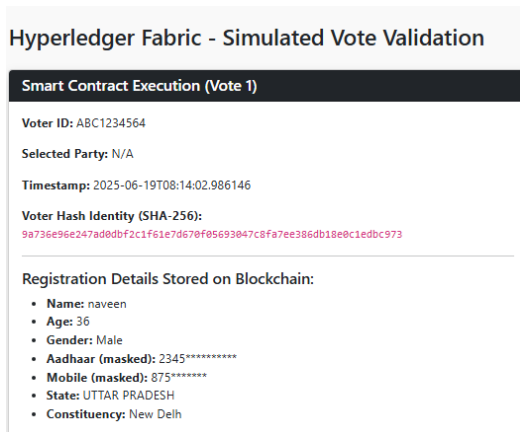 Hyperledger Fabric - Simulated Vote Validation
Smart Contract Execution (Vote 1)
Voter ID: ABC1234564
Selected Party: N/A
Timestamp: 2025-06-19T08:14:02.986146
Voter Hash Identity (SHA-256):
9a736e96e247ad0dbf2c1f61e7d670f05693047c8fa7ee386db18e0c1edbc973
Registration Details Stored on Blockchain:
• Name: naveen
• Age: 36
• Gender: Male
• Aadhaar (masked): 2345**********
• Mobile (masked): 875*******
• State: UTTAR PRADESH
• Constituency: New Delh